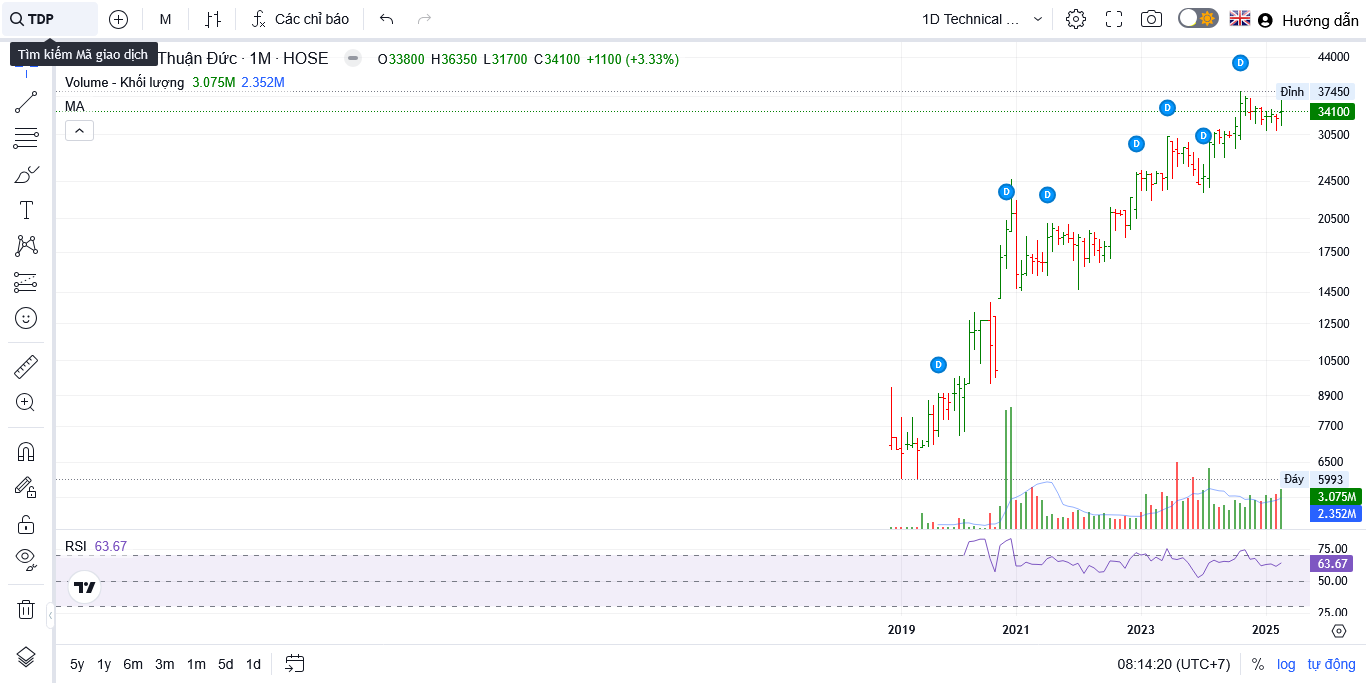 TDP M Các chỉ báo 1D Technical ... Hướng dẫn
Tìm kiếm Mã giao dịch
Thuận Đức · 1M · HOSE O33800 H36350 L31700 C34100 +1100 (+3.33%)
Volume - Khối lượng 3.075M 2.352M
MA
44000
Đỉnh 37450
34100
30500
24500
20500
17500
14500
12500
10500
8900
7700
6500
Đáy 5993
3.075M
2.352M
D
D
D
D
D
D
D
RSI 63.67
75.00
63.67
50.00
25.00
2019 2021 2023 2025
5y 1y 6m 3m 1m 5d 1d 08:14:20 (UTC+7) % log tự động